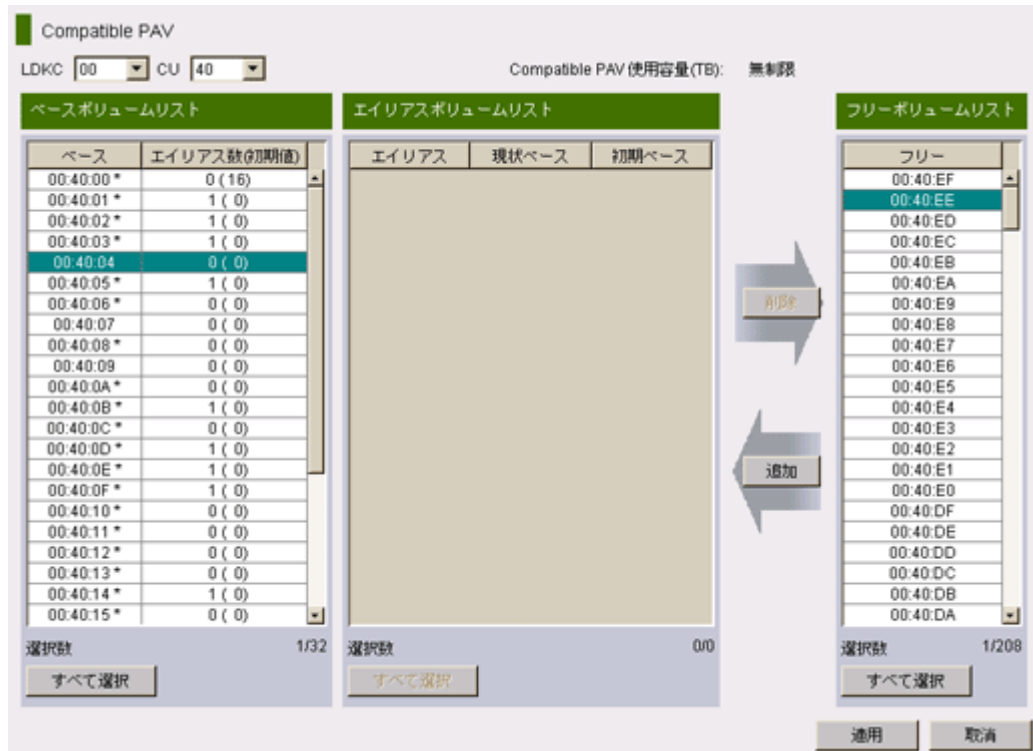 Compatible PAV
LDKC 00 CU 40 Compatible PAV 使用容量(TB): 無制限
ベースボリュームリスト エイリアスボリュームリスト フリーボリュームリスト
ベース エイリアス数(初期値) エイリアス 現状ベース 初期ベース フリー
00:40:00 * 0 ( 16) 00:40:EF
00:40:01 * 1 ( 0) 00:40:EE
00:40:02 * 1 ( 0) 00:40:ED
00:40:03 * 1 ( 0) 00:40:EC
00:40:04 0 ( 0) 00:40:EB
00:40:05 * 1 ( 0) 00:40:EA
00:40:06 * 0 ( 0) 削除 00:40:E9
00:40:07 0 ( 0) 00:40:E8
00:40:08 * 0 ( 0) 00:40:E7
00:40:09 0 ( 0) 00:40:E6
00:40:0A * 0 ( 0) 00:40:E5
00:40:0B * 1 ( 0) 00:40:E4
00:40:0C * 0 ( 0) 00:40:E3
00:40:0D * 1 ( 0) 00:40:E2
00:40:0E * 1 ( 0) 追加 00:40:E1
00:40:0F * 1 ( 0) 00:40:E0
00:40:10 * 0 ( 0) 00:40:DF
00:40:11 * 0 ( 0) 00:40:DE
00:40:12 * 0 ( 0) 00:40:DD
00:40:13 * 0 ( 0) 00:40:DC
00:40:14 * 1 ( 0) 00:40:DB
00:40:15 * 0 ( 0) 00:40:DA
選択数 1/32 選択数 0/0 選択数 1/208
すべて選択 すべて選択 すべて選択
適用 取消